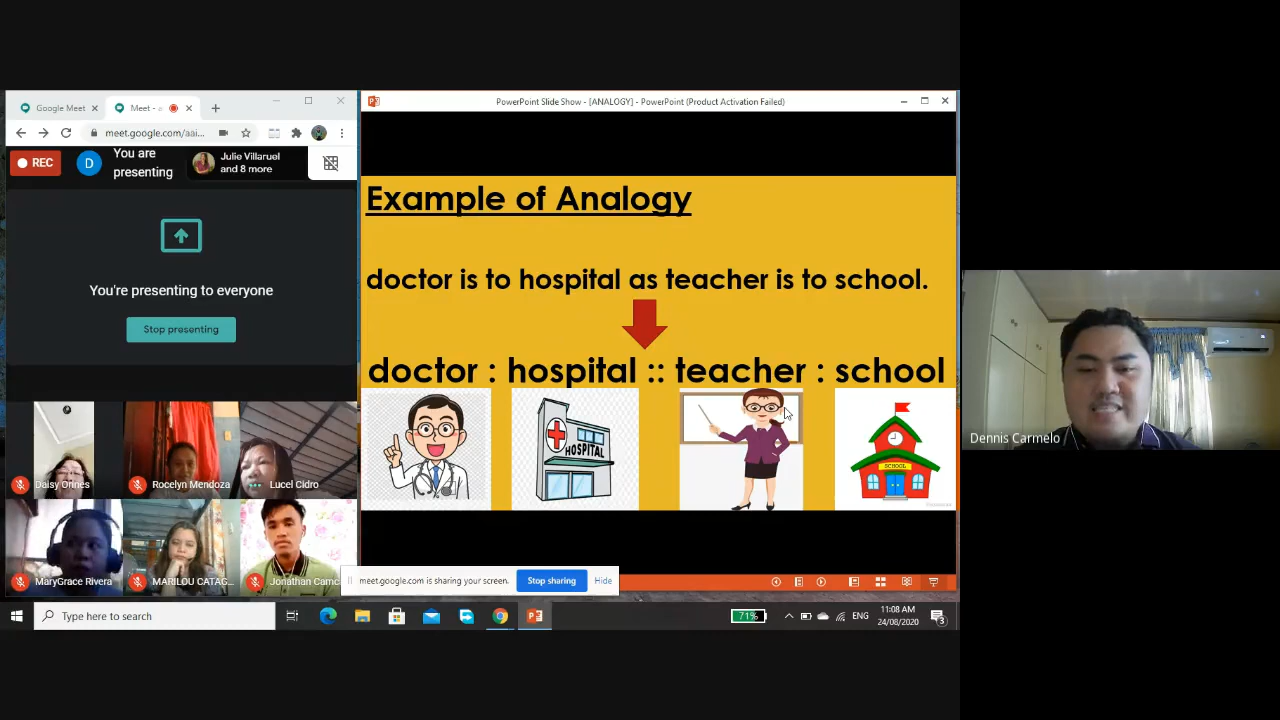 Google Meet
Meet - a
PowerPoint Slide Show - [ANALOGY] - PowerPoint (Product Activation Failed)
meet.google.com/aai...
REC
D
You are
presenting
Julie Villaruel
and 8 more
You're presenting to everyone
Stop presenting
Example of Analogy
doctor is to hospital as teacher is to school.
doctor : hospital :: teacher : school
HOSPITAL
SCHOOL
Dennis Carmelo
Daisy Orines
Rocelyn Mendoza
Lucel Cidro
MaryGrace Rivera
MARILOU CATAG...
Jonathan Camc
meet.google.com is sharing your screen.
Stop sharing
Hide
Type here to search
71%
ENG
11:08 AM
24/08/2020
3